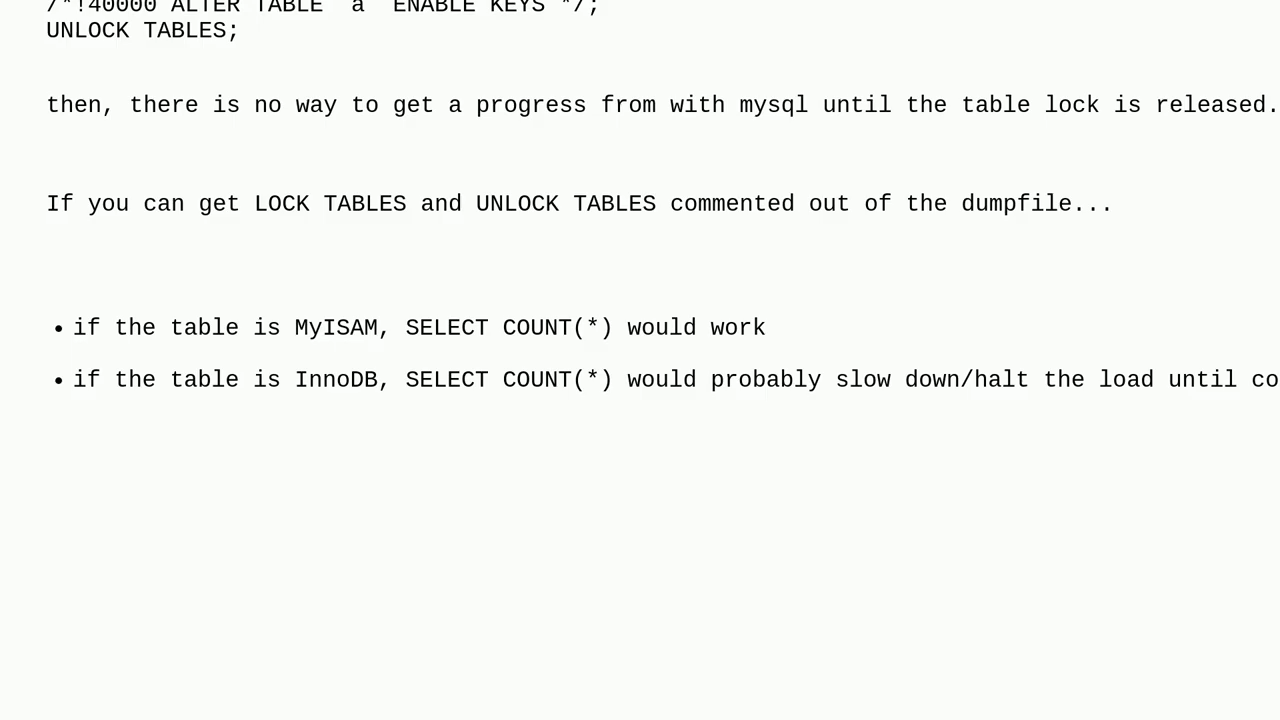 /*!40000 ALTER TABLE `a` ENABLE KEYS */;
UNLOCK TABLES;
then, there is no way to get a progress from with mysql until the table lock is released.
If you can get LOCK TABLES and UNLOCK TABLES commented out of the dumpfile...
• if the table is MyISAM, SELECT COUNT(*) would work
• if the table is InnoDB, SELECT COUNT(*) would probably slow down/halt the load until co